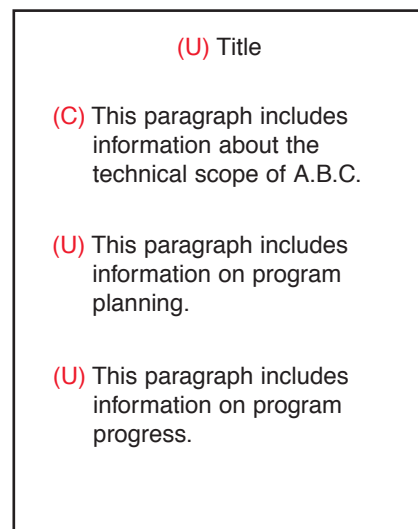 (U) Title
(C) This paragraph includes
information about the
technical scope of A.B.C.
(U) This paragraph includes
information on program
planning.
(U) This paragraph includes
information on program
progress.